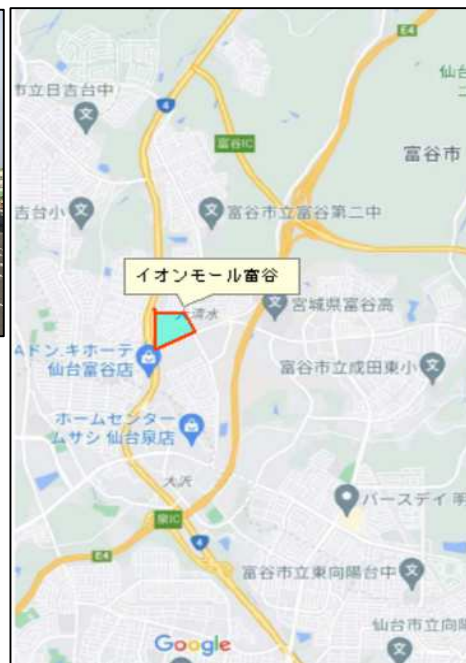 E4
仙台
市立日吉台中
4
富谷IC
富谷市
吉台小
富谷市立富谷第二中
イオンモール富谷
大清水
宮城県富谷高
Aドン.キホーテ
仙台富谷店
富谷市立成田東小
ホームセンター
ムサシ 仙台泉店
大沢
泉IC
バースデイ 明
4
E4
富谷市立東向陽台中
仙台市立向陽
Google